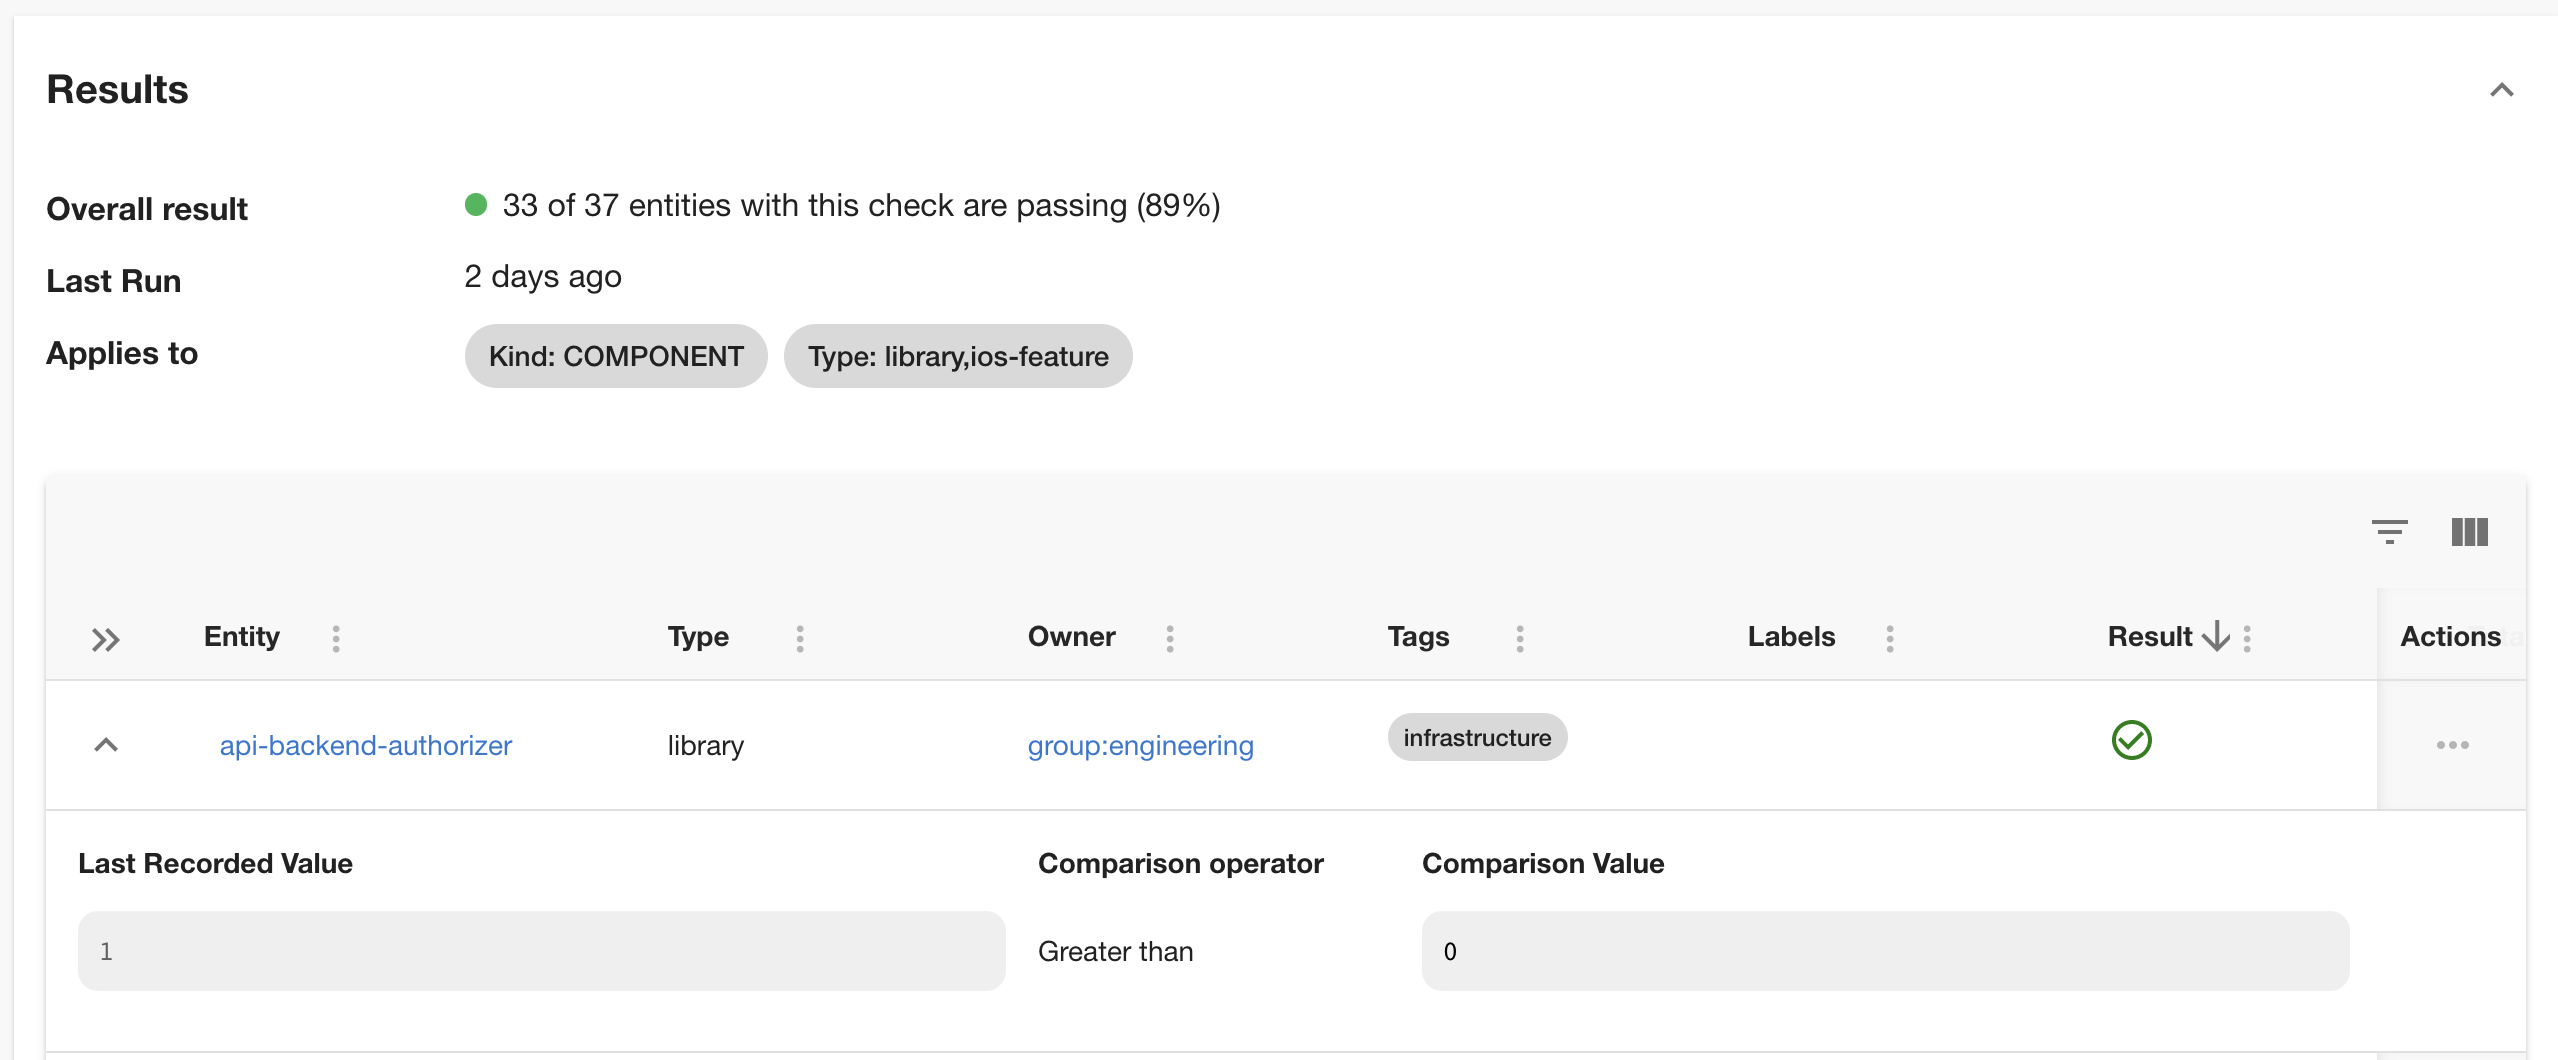 Results
Overall result
33 of 37 entities with this check are passing (89%)
Last Run
2 days ago
Applies to
Kind: COMPONENT
Type: library,ios-feature
Entity
Type
Owner
Tags
Labels
Result
Actions
api-backend-authorizer
library
group:engineering
infrastructure
Last Recorded Value
Comparison operator
Comparison Value
1
Greater than
0